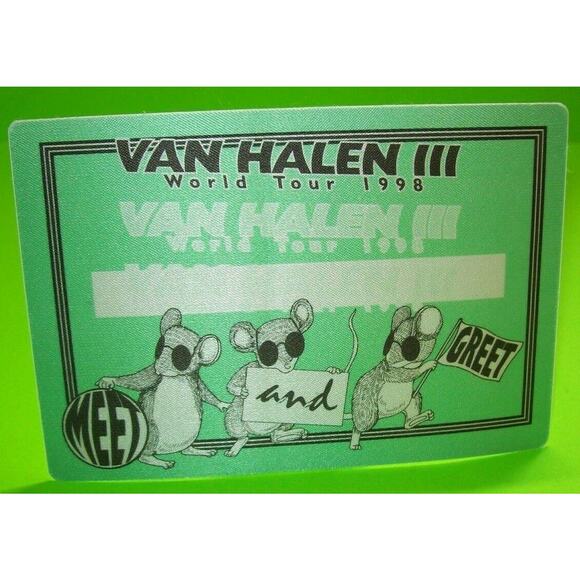 VAN HALEN III
World Tour 1998
VAN HALEN III
World Tour 1998
MEET
and
GREET